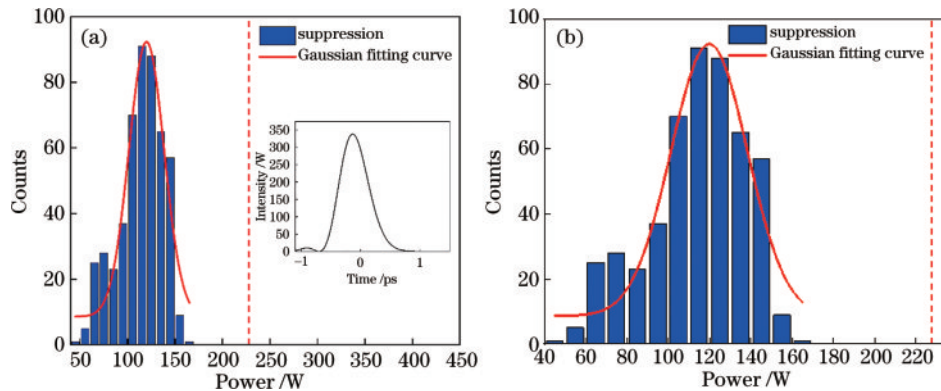 (a)
suppression
Gaussian fitting curve
100
80
60
40
20
0
Counts
50 100 150 200 250 300 350 400 450
Power /W
350
300
250
200
150
100
50
0
Intensity /W
−1 0 1
Time /ps
(b)
suppression
Gaussian fitting curve
100
80
60
40
20
0
Counts
40 60 80 100 120 140 160 180 200 220
Power /W